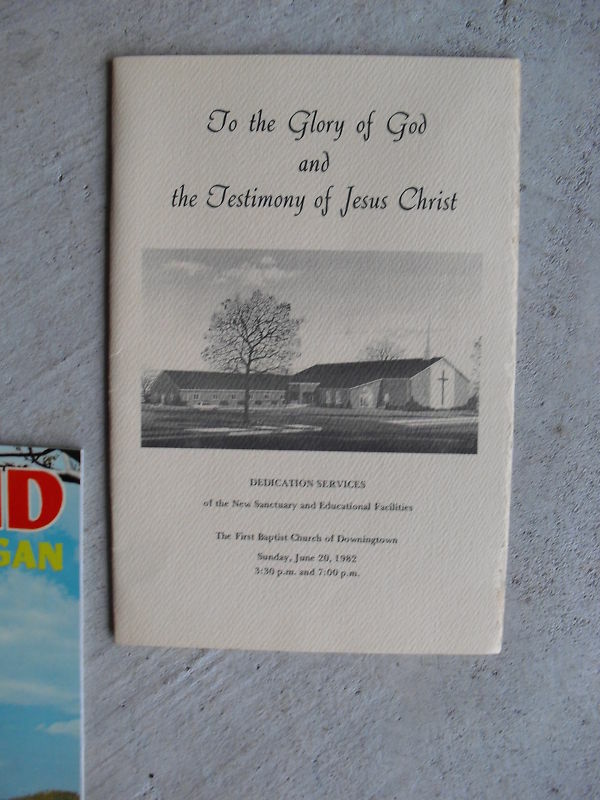 To the Glory of God
and
the Testimony of Jesus Christ
DEDICATION SERVICES
of the New Sanctuary and Educational Facilities
The First Baptist Church of Downingtown
Sunday, June 20, 1982
3:30 p.m. and 7:00 p.m.
ND
GAN